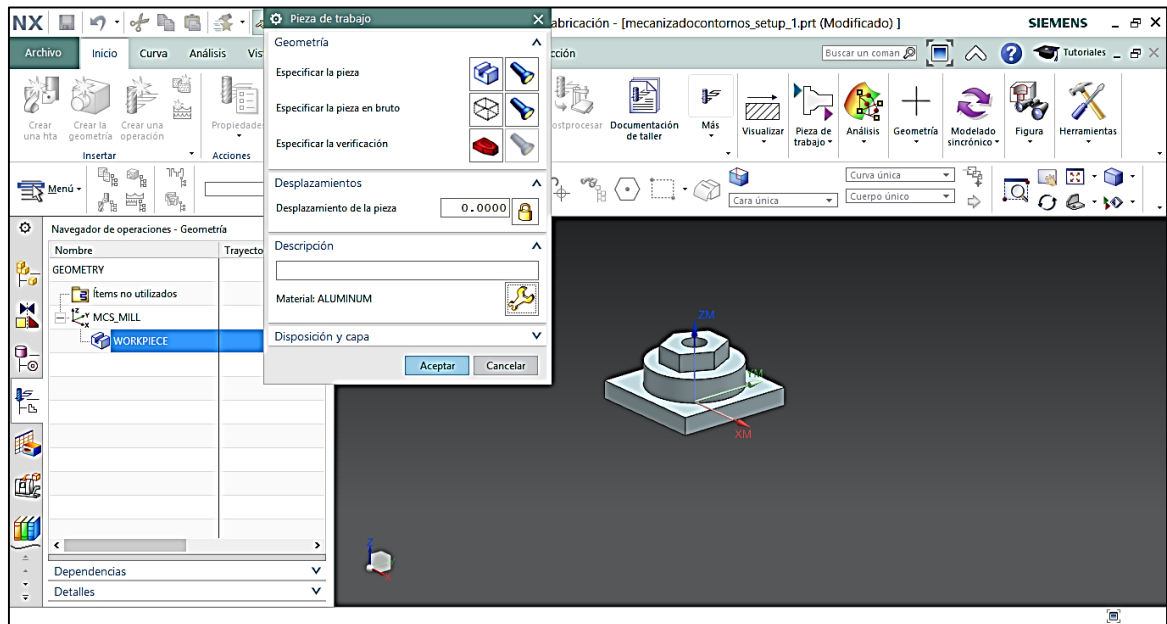 NX
Pieza de trabajo
abricación - [mecanizadocontornos_setup_1.prt (Modificado) ]
SIEMENS
Archivo
Inicio
Curva
Análisis
Vis
cción
Buscar un coman
Tutoriales
Crear una hta
Crear la geometría
Crear una operación
Propiedade
Insertar
Acciones
ostprocesar
Documentación de taller
Más
Visualizar
Pieza de trabajo
Análisis
Geometría
Modelado sincrónico
Figura
Herramientas
Geometría
Especificar la pieza
Especificar la pieza en bruto
Especificar la verificación
Desplazamientos
Desplazamiento de la pieza
0.0000
Descripción
Material: ALUMINUM
Disposición y capa
Aceptar
Cancelar
Menú
Cara única
Curva única
Cuerpo único
Navegador de operaciones - Geometría
Nombre
Trayecto
GEOMETRY
Ítems no utilizados
MCS_MILL
WORKPIECE
Dependencias
Detalles
ZM
YM
XM
Z
X